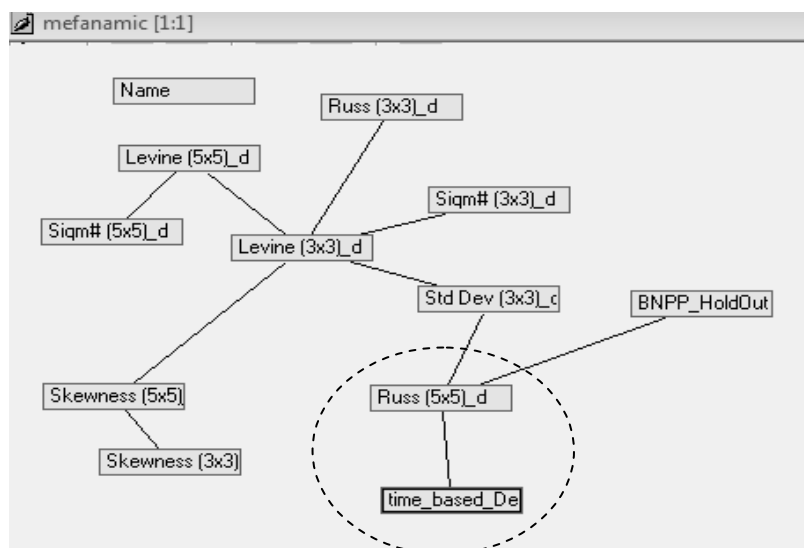 mefanamic [1:1]
Name
Russ (3x3)_d
Levine (5x5)_d
Siqm# (3x3)_d
Siqm# (5x5)_d
Levine (3x3)_d
Std Dev (3x3)_c
BNPP_HoldOut
Skewness (5x5)
Russ (5x5)_d
Skewness (3x3)
time_based_De